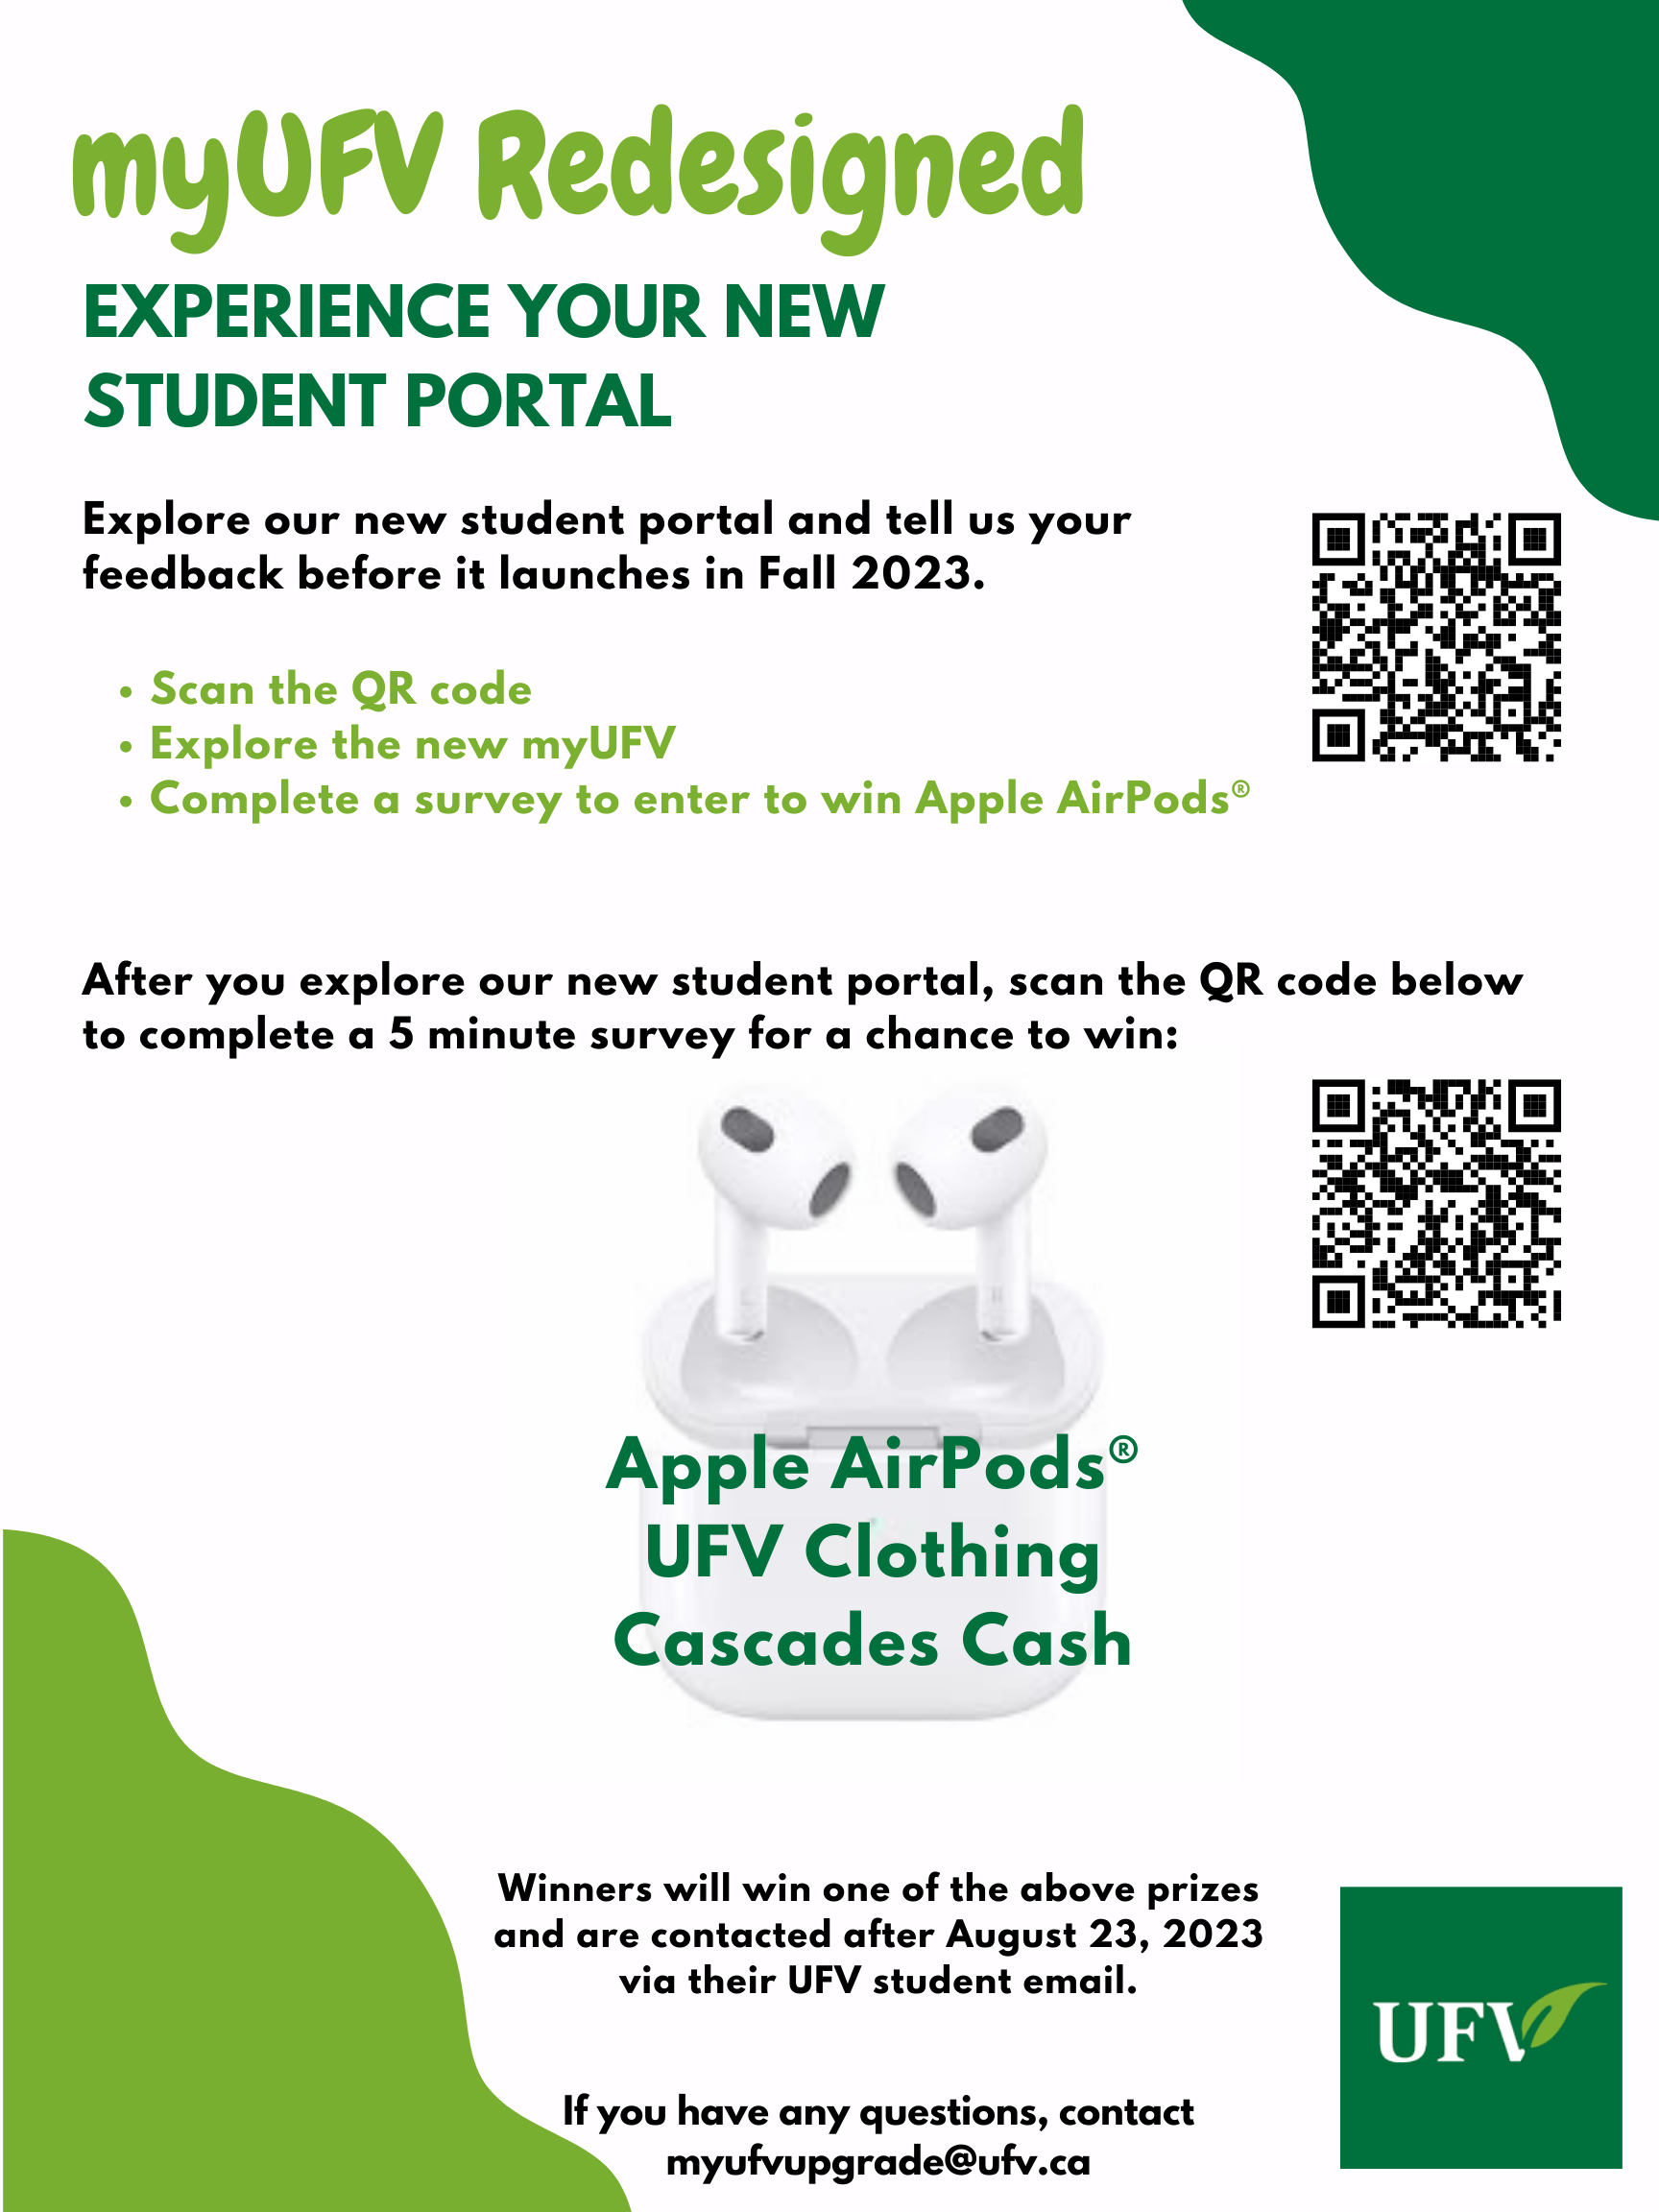 myUFV Redesigned
EXPERIENCE YOUR NEW
STUDENT PORTAL
Explore our new student portal and tell us your
feedback before it launches in Fall 2023.
• Scan the QR code
• Explore the new myUFV
• Complete a survey to enter to win Apple AirPods®
After you explore our new student portal, scan the QR code below
to complete a 5 minute survey for a chance to win:
Apple AirPods®
UFV Clothing
Cascades Cash
Winners will win one of the above prizes
and are contacted after August 23, 2023
via their UFV student email.
If you have any questions, contact
myufvupgrade@ufv.ca
UFV